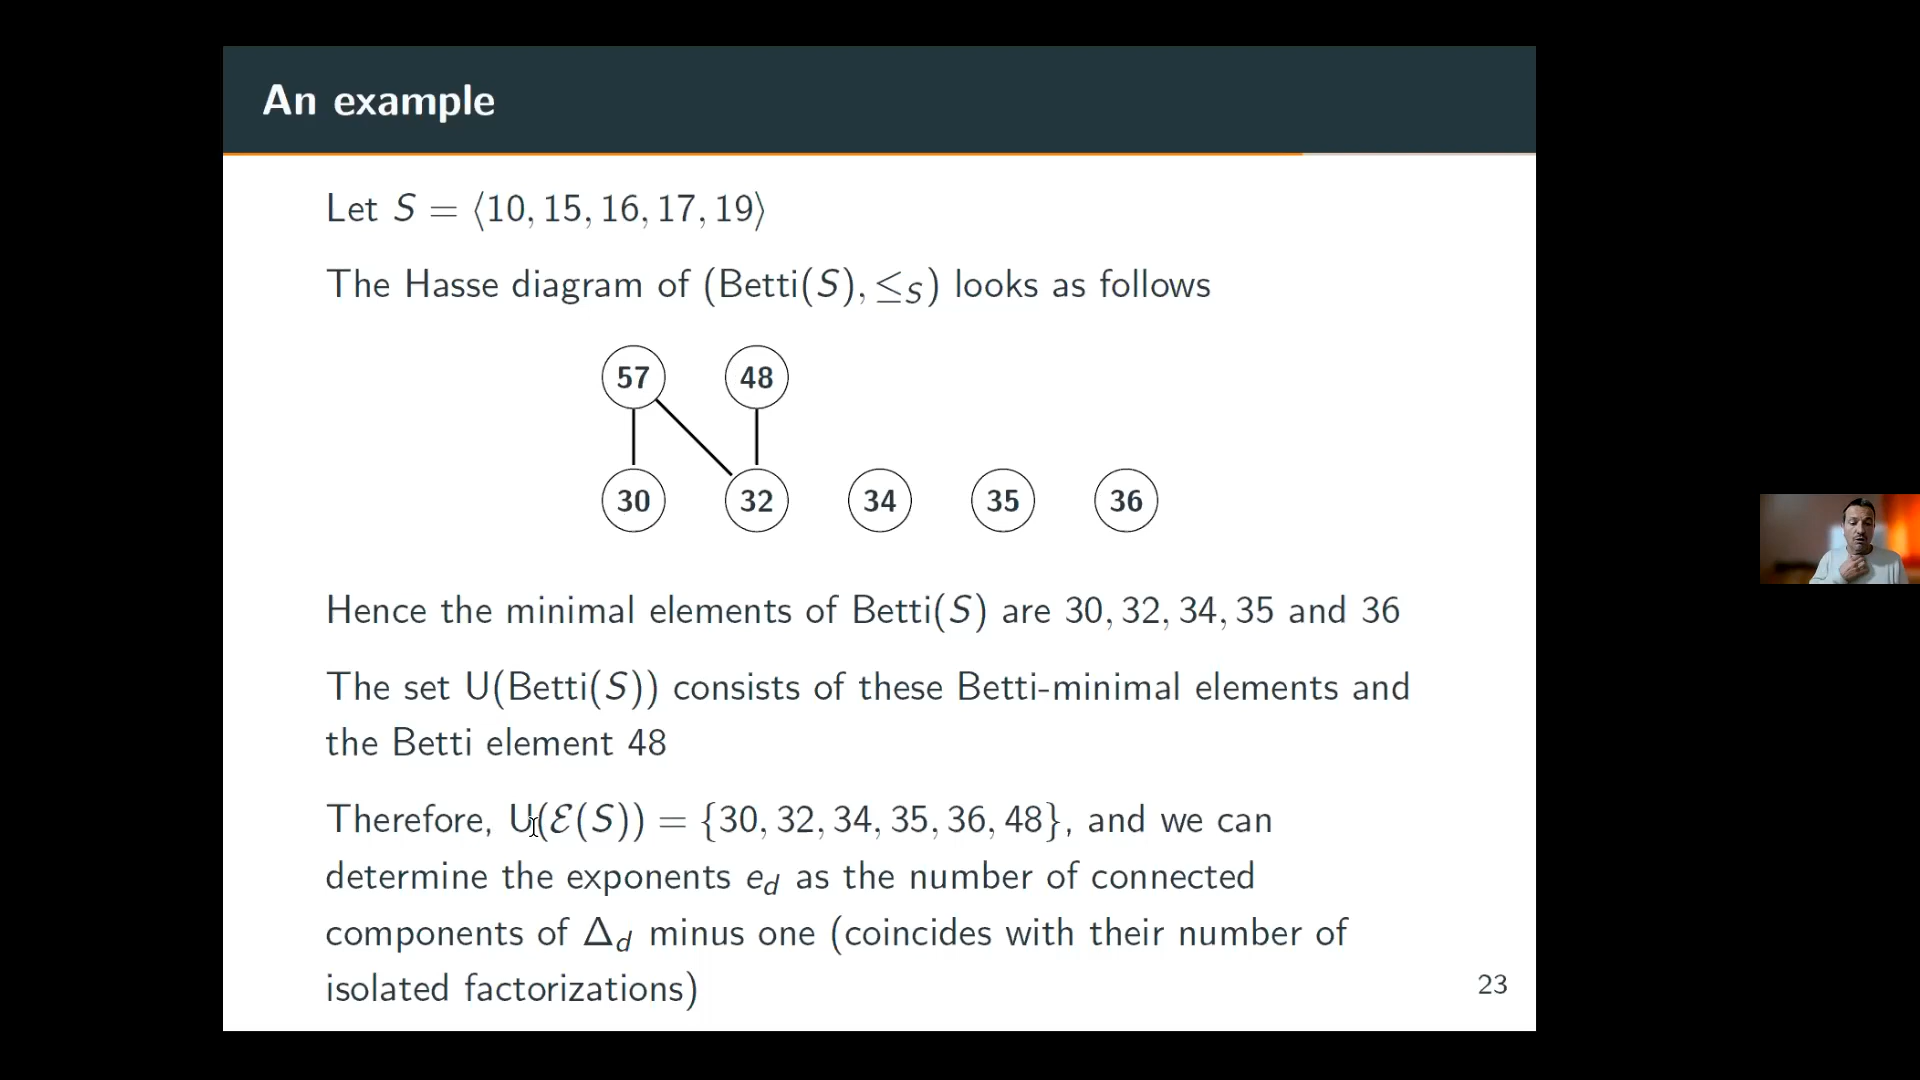 An example
Let S = ⟨10, 15, 16, 17, 19⟩
The Hasse diagram of (Betti(S), ≤_S) looks as follows
57 48
30 32 34 35 36
Hence the minimal elements of Betti(S) are 30, 32, 34, 35 and 36
The set U(Betti(S)) consists of these Betti-minimal elements and
the Betti element 48
Therefore, U(ℰ(S)) = {30, 32, 34, 35, 36, 48}, and we can
determine the exponents e_d as the number of connected
components of Δ_d minus one (coincides with their number of
isolated factorizations)
23